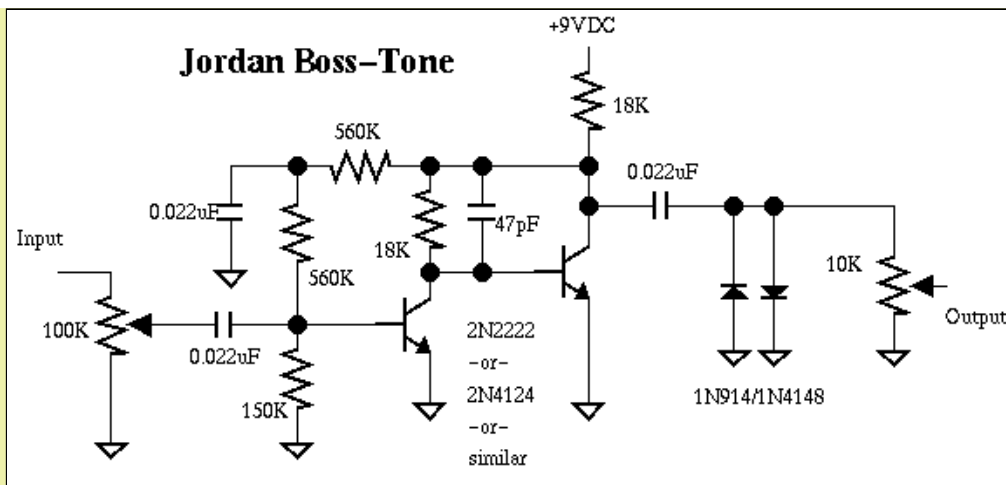 +9VDC
Jordan Boss-Tone
18K
560K
0.022uF
0.022uF
47pF
Input
18K
560K
10K
100K
0.022uF
2N2222
-or-
2N4124
-or-
similar
Output
150K
1N914/1N4148